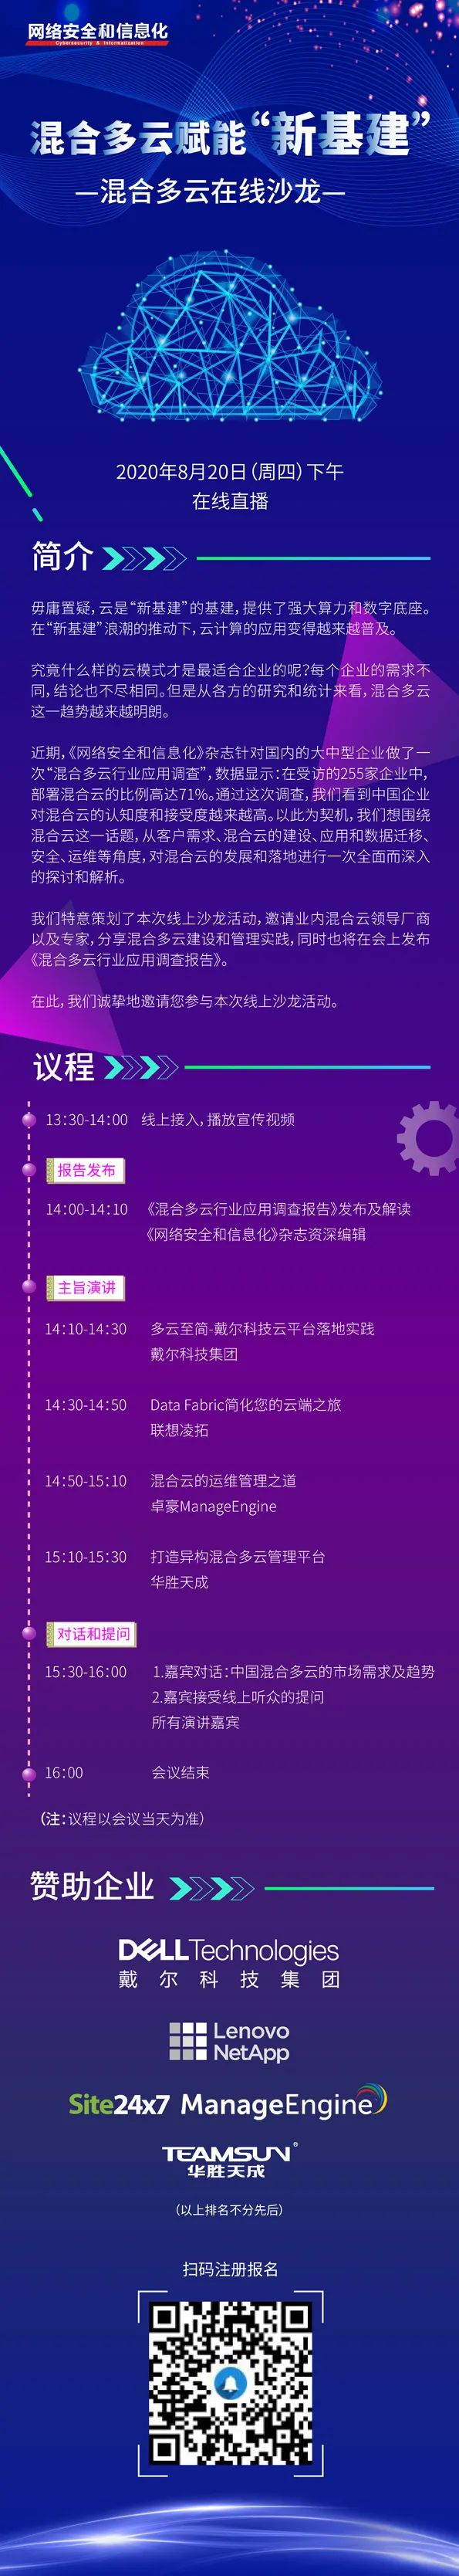 网络安全和信息化
Cybersecurity & Informatization
混合多云赋能“新基建”
—混合多云在线沙龙—
2020年8月20日(周四)下午
在线直播
简介
毋庸置疑,云是“新基建”的基建,提供了强大算力和数字底座。
在“新基建”浪潮的推动下,云计算的应用变得越来越普及。
究竟什么样的云模式才是最适合企业的呢?每个企业的需求不
同,结论也不尽相同。但是从各方的研究和统计来看,混合多云
这一趋势越来越明朗。
近期,《网络安全和信息化》杂志针对国内的大中型企业做了一
次“混合多云行业应用调查”,数据显示:在受访的255家企业中,
部署混合云的比例高达71%。通过这次调查,我们看到中国企业
对混合云的认知度和接受度越来越高。以此为契机,我们想围绕
混合云这一话题,从客户需求、混合云的建设、应用和数据迁移、
安全、运维等角度,对混合云的发展和落地进行一次全面而深入
的探讨和解析。
我们特意策划了本次线上沙龙活动,邀请业内混合云领导厂商
以及专家,分享混合多云建设和管理实践,同时也将在会上发布
《混合多云行业应用调查报告》。
在此,我们诚挚地邀请您参与本次线上沙龙活动。
议程
13:30-14:00 线上接入,播放宣传视频
报告发布
14:00-14:10 《混合多云行业应用调查报告》发布及解读
《网络安全和信息化》杂志资深编辑
主旨演讲
14:10-14:30 多云至简-戴尔科技云平台落地实践
戴尔科技集团
14:30-14:50 Data Fabric简化您的云端之旅
联想凌拓
14:50-15:10 混合云的运维管理之道
卓豪ManageEngine
15:10-15:30 打造异构混合多云管理平台
华胜天成
对话和提问
15:30-16:00 1.嘉宾对话:中国混合多云的市场需求及趋势
2.嘉宾接受线上听众的提问
所有演讲嘉宾
16:00 会议结束
(注:议程以会议当天为准)
赞助企业
DELLTechnologies
戴尔科技集团
Lenovo
NetApp
Site24x7 ManageEngine
TEAMSUN®
华胜天成
(以上排名不分先后)
扫码注册报名